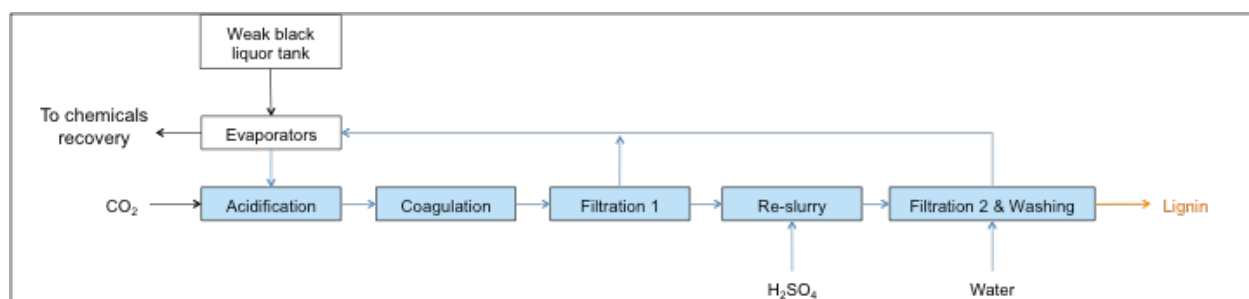 Weak black
liquor tank
To chemicals
recovery
Evaporators
CO₂
Acidification
Coagulation
Filtration 1
Re-slurry
Filtration 2 & Washing
Lignin
H₂SO₄
Water